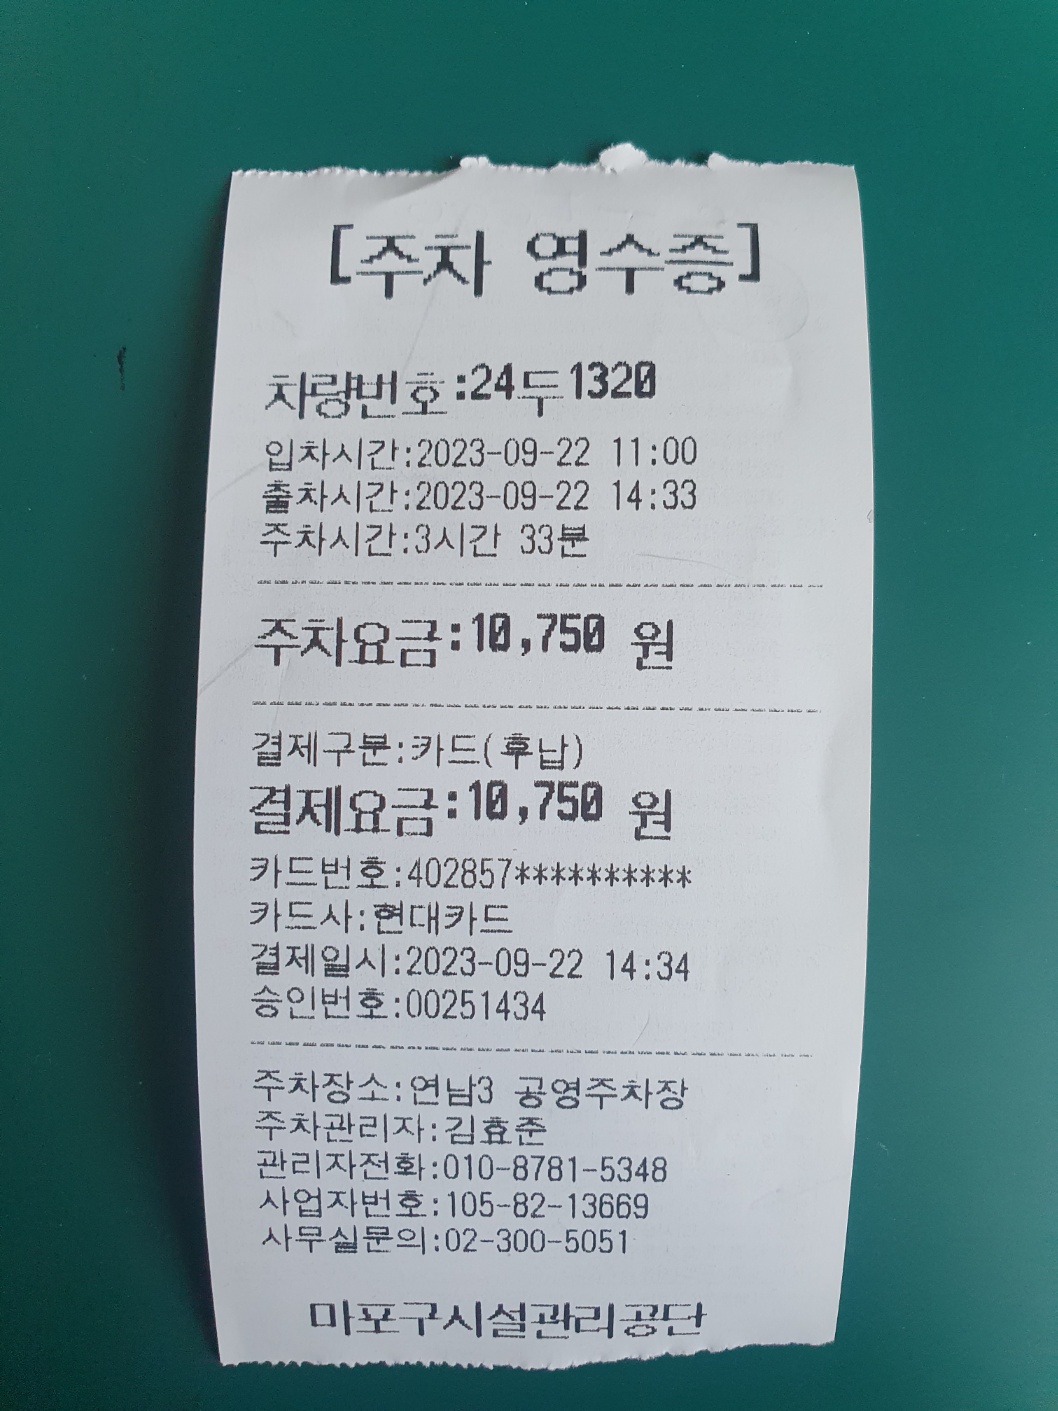 [주차 영수증]
차량번호:24두1320
입차시간:2023-09-22 11:00
출차시간:2023-09-22 14:33
주차시간:3시간 33분
주차요금:10,750 원
결제구분:카드(후납)
결제요금:10,750 원
카드번호:402857**********
카드사:현대카드
결제일시:2023-09-22 14:34
승인번호:00251434
주차장소:연남3 공영주차장
주차관리자:김효준
관리자전화:010-8781-5348
사업자번호:105-82-13669
사무실문의:02-300-5051
마포구시설관리공단